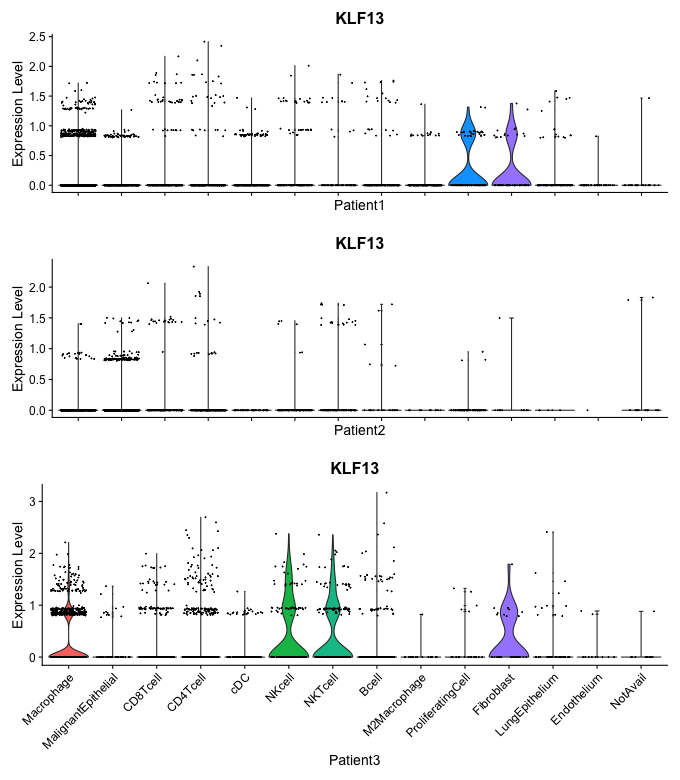 KLF13
Expression Level
2.5
2.0
1.5
1.0
0.5
0.0
Patient1
KLF13
Expression Level
2.0
1.5
1.0
0.5
0.0
Patient2
KLF13
Expression Level
3
2
1
0
Macrophage
MalignantEpithelial
CD8Tcell
CD4Tcell
cDC
NKcell
NKTcell
Bcell
M2Macrophage
ProliferatingCell
Fibroblast
LungEpithelium
Endothelium
NotAvail
Patient3